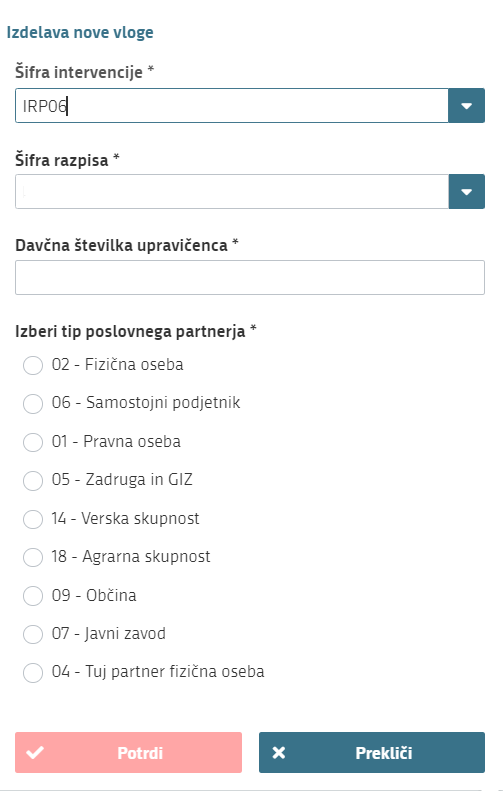 Izdelava nove vloge
Šifra intervencije *
IRP06
Šifra razpisa *
Davčna številka upravičenca *
Izberi tip poslovnega partnerja *
02 - Fizična oseba
06 - Samostojni podjetnik
01 - Pravna oseba
05 - Zadruga in GIZ
14 - Verska skupnost
18 - Agrarna skupnost
09 - Občina
07 - Javni zavod
04 - Tuj partner fizična oseba
Potrdi
Prekliči